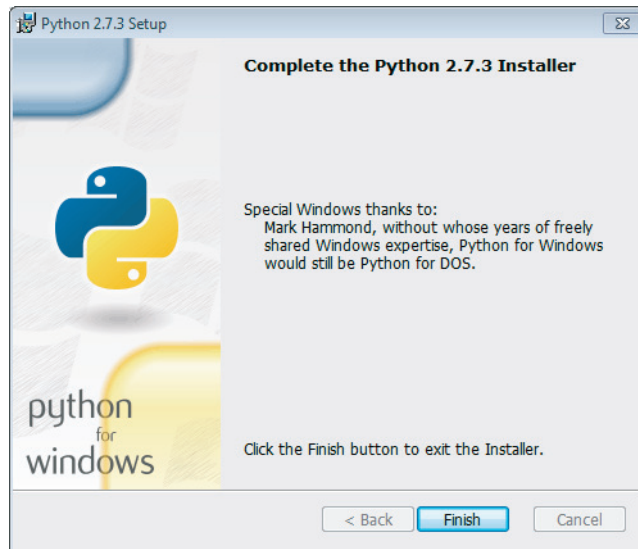 Python 2.7.3 Setup
Complete the Python 2.7.3 Installer
Special Windows thanks to:
Mark Hammond, without whose years of freely
shared Windows expertise, Python for Windows
would still be Python for DOS.
python
for
windows
Click the Finish button to exit the Installer.
< Back
Finish
Cancel